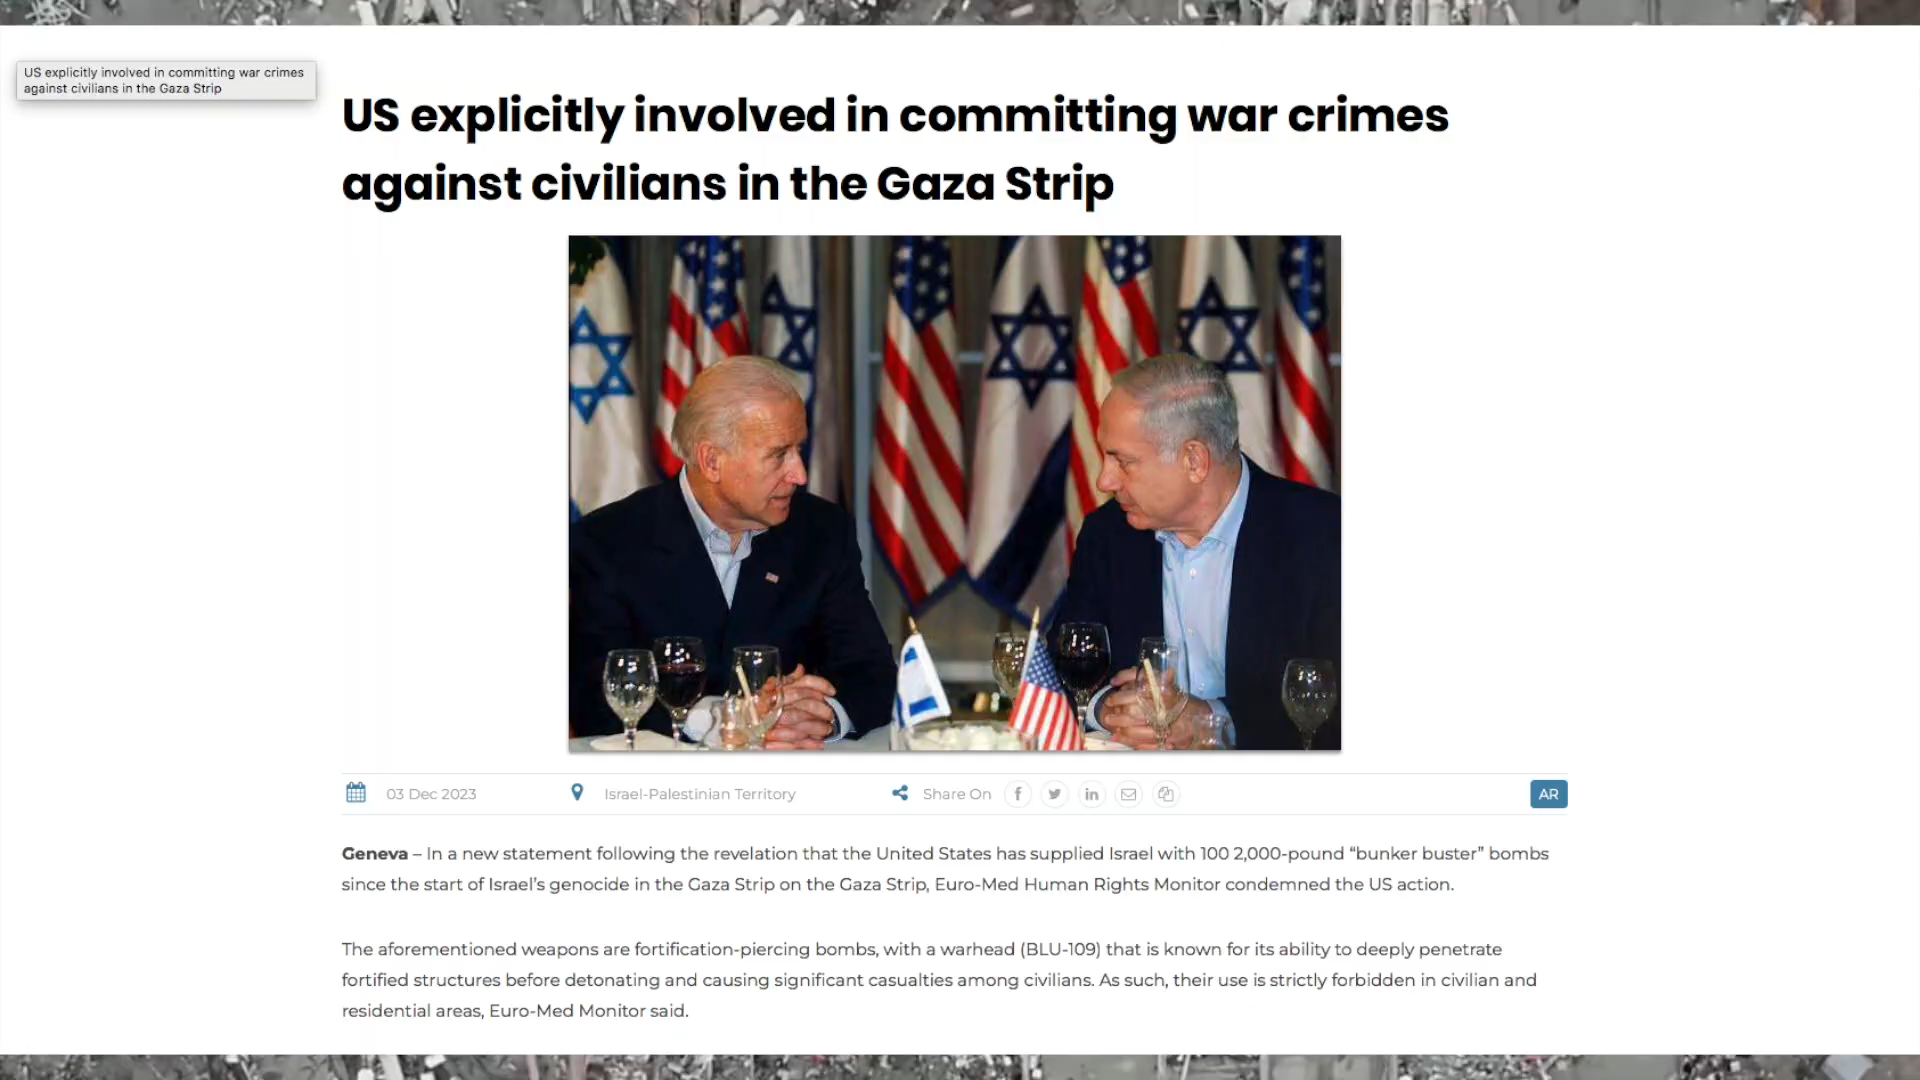 US explicitly involved in committing war crimes
against civilians in the Gaza Strip
US explicitly involved in committing war crimes
against civilians in the Gaza Strip
03 Dec 2023 Israel-Palestinian Territory Share On AR
Geneva – In a new statement following the revelation that the United States has supplied Israel with 100 2,000-pound “bunker buster” bombs
since the start of Israel’s genocide in the Gaza Strip on the Gaza Strip, Euro-Med Human Rights Monitor condemned the US action.
The aforementioned weapons are fortification-piercing bombs, with a warhead (BLU-109) that is known for its ability to deeply penetrate
fortified structures before detonating and causing significant casualties among civilians. As such, their use is strictly forbidden in civilian and
residential areas, Euro-Med Monitor said.